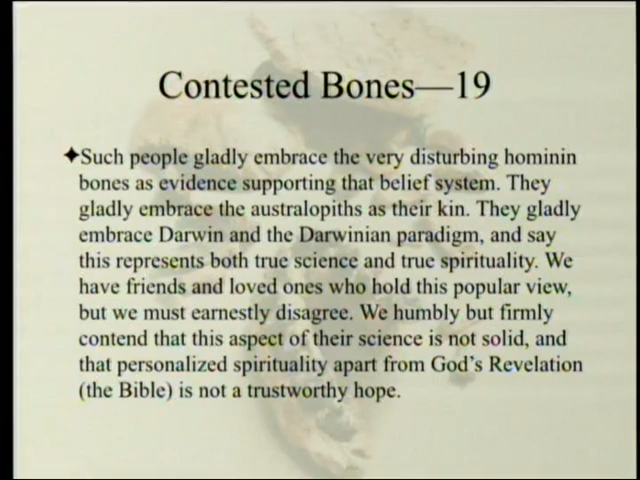 Contested Bones—19
✦Such people gladly embrace the very disturbing hominin
bones as evidence supporting that belief system. They
gladly embrace the australopiths as their kin. They gladly
embrace Darwin and the Darwinian paradigm, and say
this represents both true science and true spirituality. We
have friends and loved ones who hold this popular view,
but we must earnestly disagree. We humbly but firmly
contend that this aspect of their science is not solid, and
that personalized spirituality apart from God’s Revelation
(the Bible) is not a trustworthy hope.